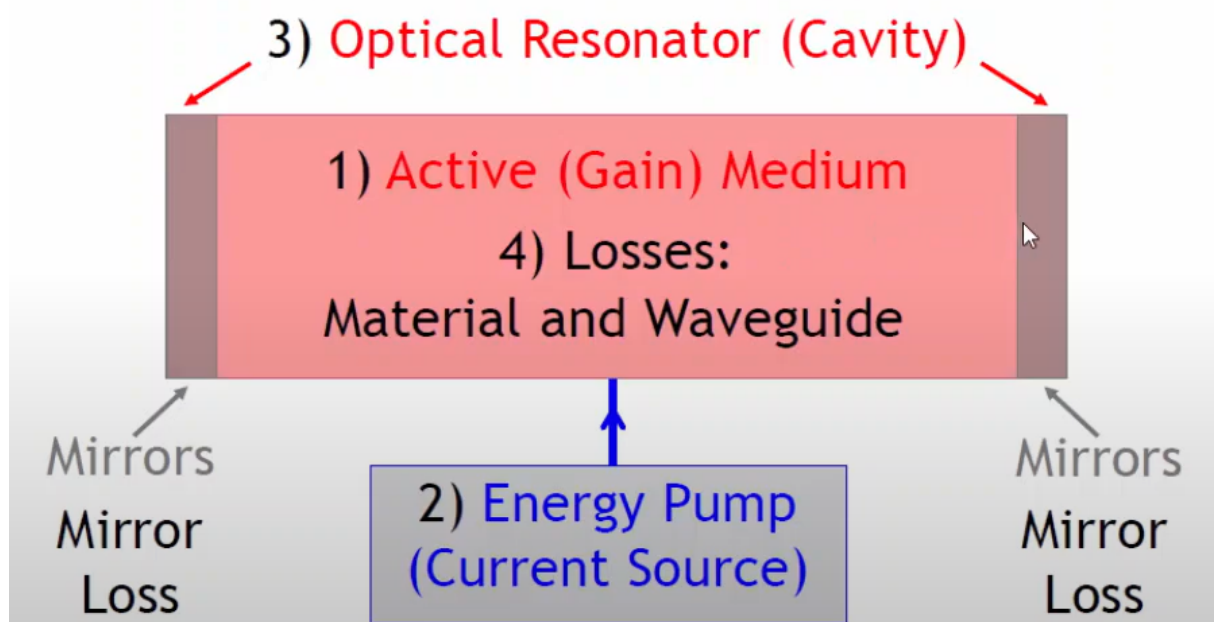 3) Optical Resonator (Cavity)
1) Active (Gain) Medium
4) Losses:
Material and Waveguide
Mirrors
Mirror
Loss
2) Energy Pump
(Current Source)
Mirrors
Mirror
Loss